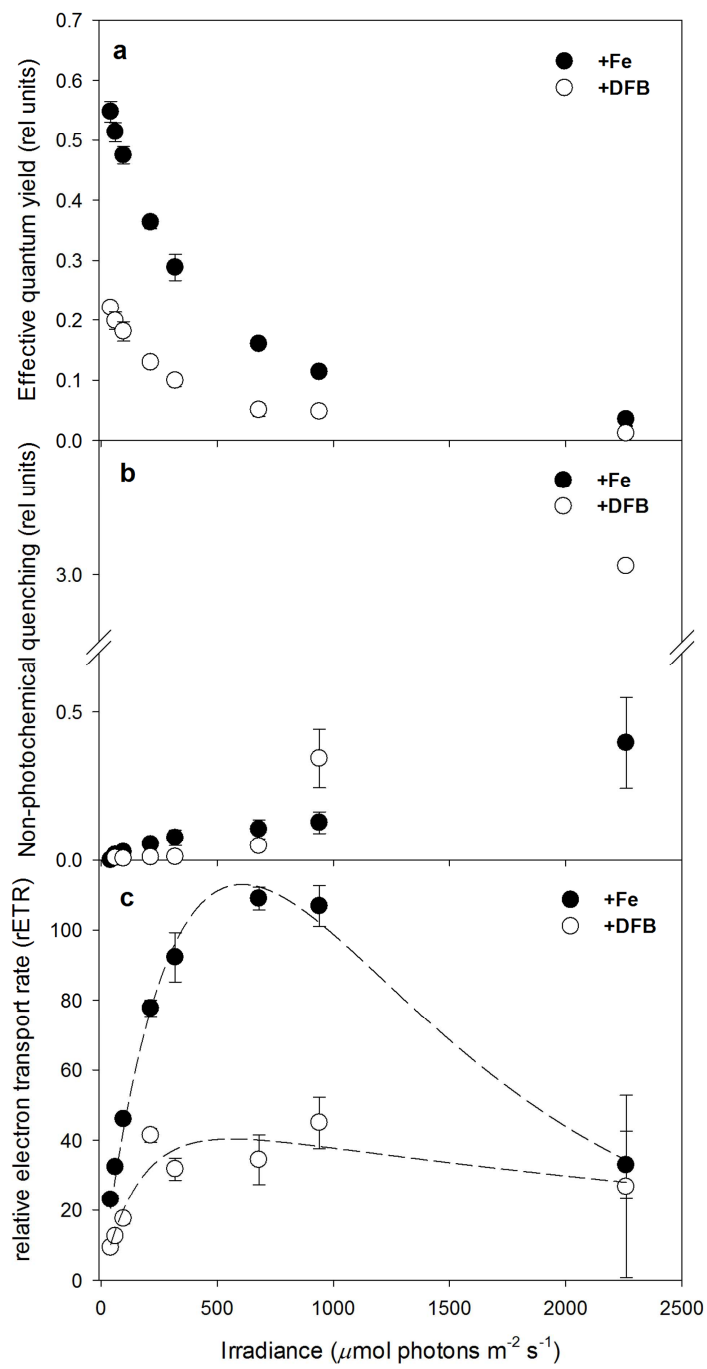 0.7
a
+Fe
+DFB
0.6
0.5
0.4
0.3
0.2
0.1
0.0
Effective quantum yield (rel units)
b
+Fe
+DFB
3.0
0.5
0.0
Non-photochemical quenching (rel units)
c
+Fe
+DFB
100
80
60
40
20
0
relative electron transport rate (rETR)
0 500 1000 1500 2000 2500
Irradiance (μmol photons m⁻² s⁻¹)